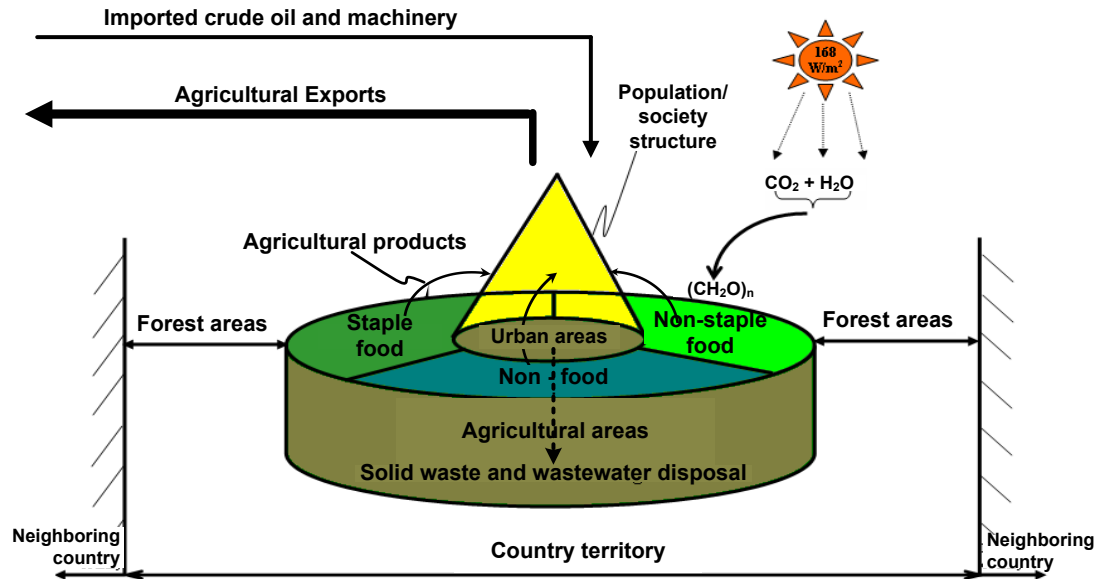 Imported crude oil and machinery
168
W/m²
Agricultural Exports
Population/
society
structure
CO₂ + H₂O
Agricultural products
(CH₂O)ₙ
Forest areas
Staple
food
Urban areas
Non-staple
food
Forest areas
Non - food
Agricultural areas
Solid waste and wastewater disposal
Neighboring
country
Country territory
Neighboring
country